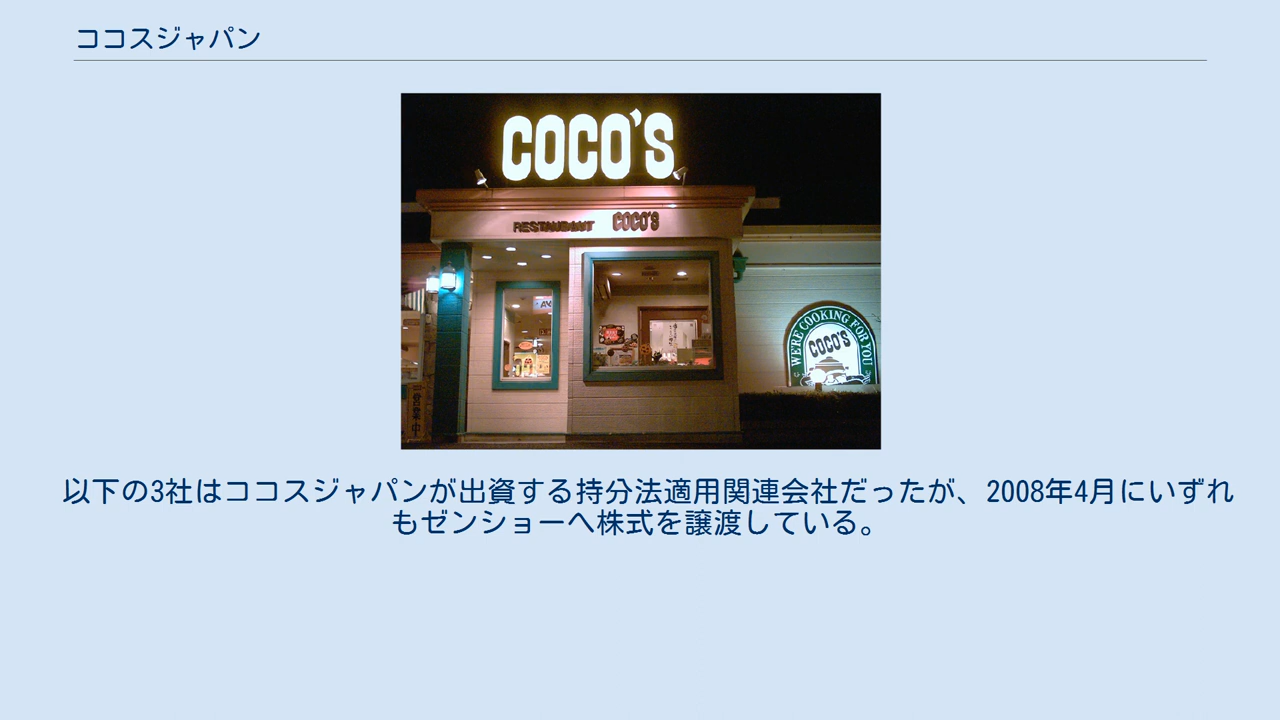 ココスジャパン
COCO'S
RESTAURANT COCO'S
WE'RE COOKING FOR YOU
COCO'S
営業中
以下の3社はココスジャパンが出資する持分法適用関連会社だったが、2008年4月にいずれ
もゼンショーへ株式を譲渡している。